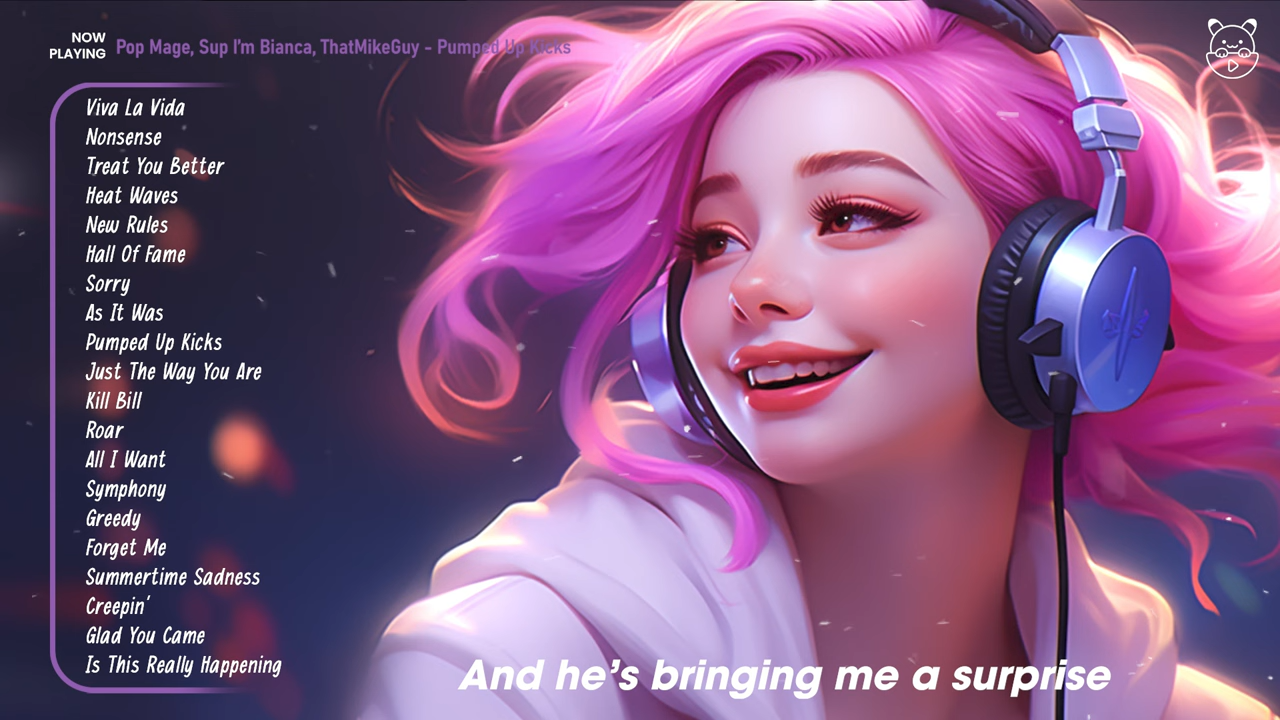 NOW
PLAYING
Pop Mage, Sup I'm Bianca, ThatMikeGuy - Pumped Up Kicks
Viva La Vida
Nonsense
Treat You Better
Heat Waves
New Rules
Hall Of Fame
Sorry
As It Was
Pumped Up Kicks
Just The Way You Are
Kill Bill
Roar
All I Want
Symphony
Greedy
Forget Me
Summertime Sadness
Creepin'
Glad You Came
Is This Really Happening
And he's bringing me a surprise